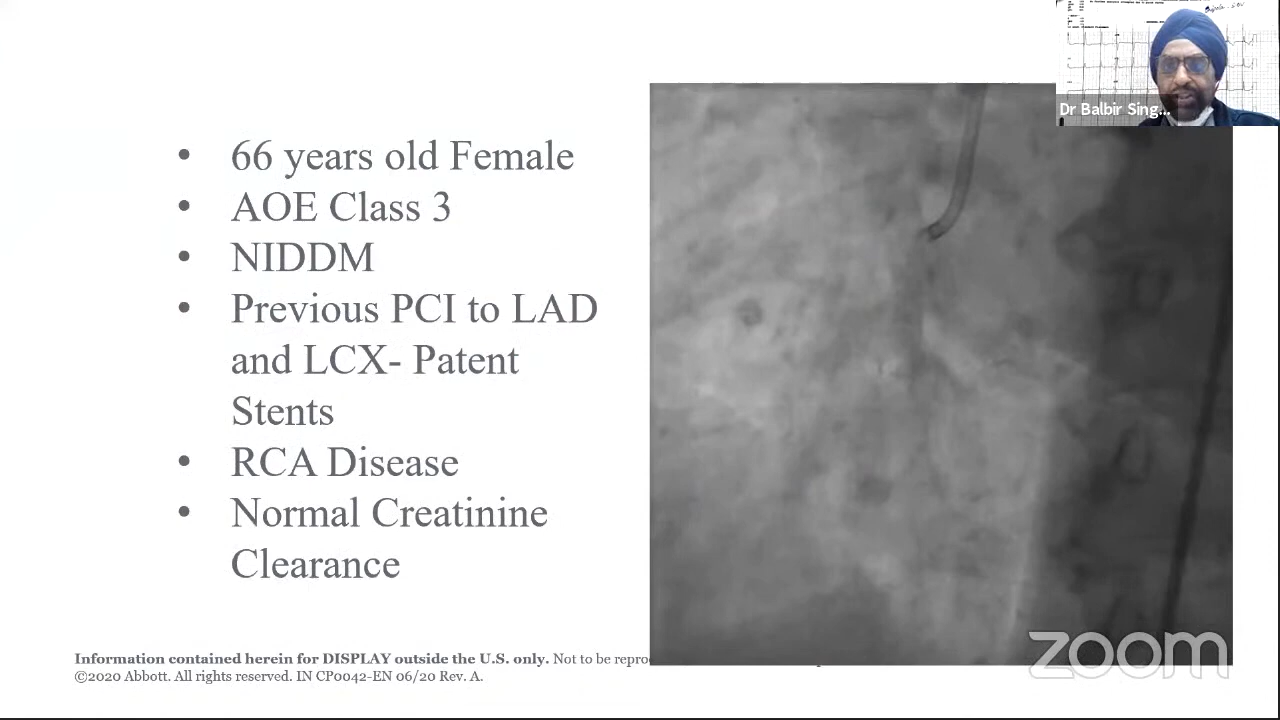 Dr Balbir Sing...
• 66 years old Female
• AOE Class 3
• NIDDM
• Previous PCI to LAD
and LCX- Patent
Stents
• RCA Disease
• Normal Creatinine
Clearance
Information contained herein for DISPLAY outside the U.S. only. Not to be repro
©2020 Abbott. All rights reserved. IN CP0042-EN 06/20 Rev. A.
zoom